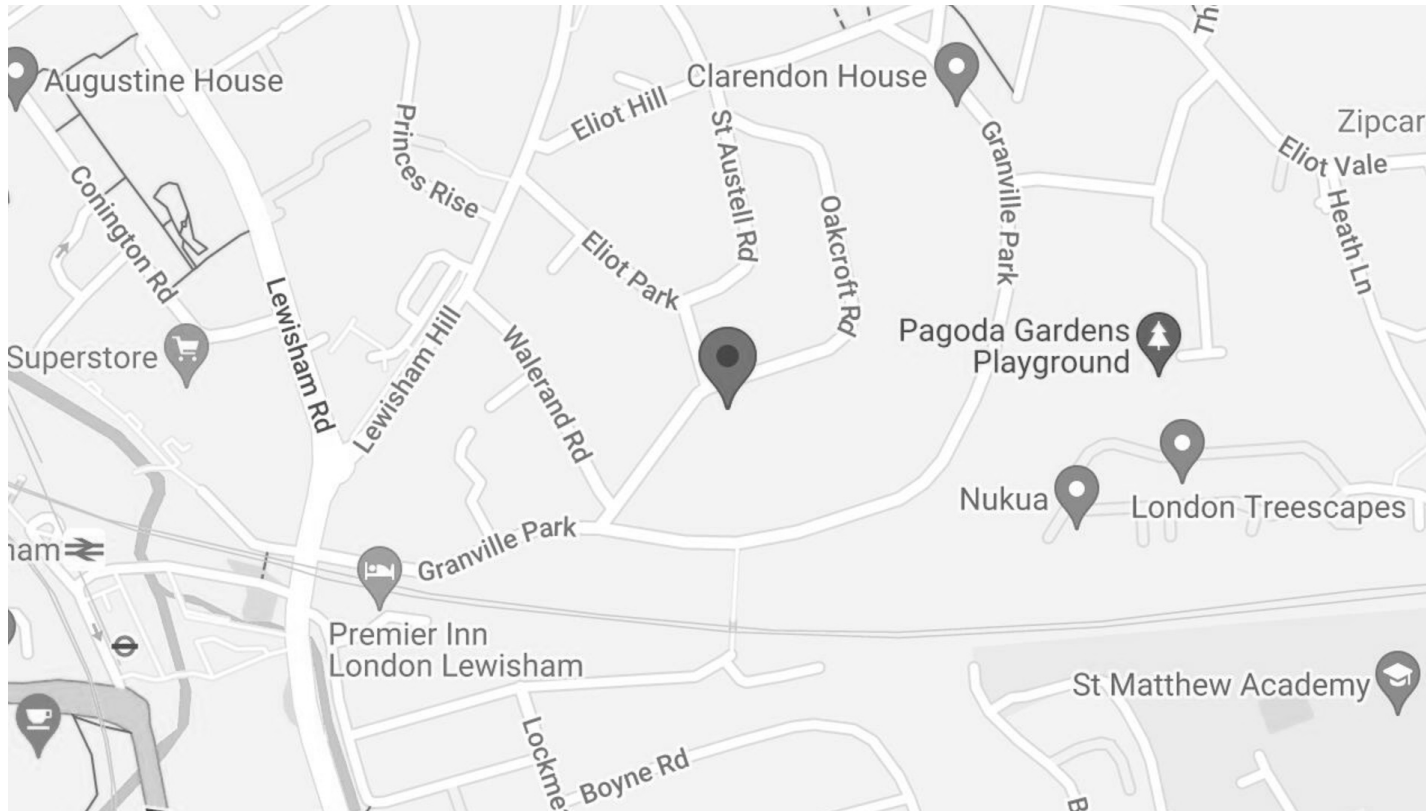 Th
Augustine House
Clarendon House
Eliot Hill
Princes Rise
St Austell Rd
Granville Park
Zipcar
Eliot Vale
Conington Rd
Oakcroft Rd
Heath Ln
Eliot Park
Lewisham Rd
Lewisham Hill
Walerand Rd
Superstore
Pagoda Gardens
Playground
Nukua
London Treescapes
ham
Granville Park
Premier Inn
London Lewisham
St Matthew Academy
Lockme
Boyne Rd
B